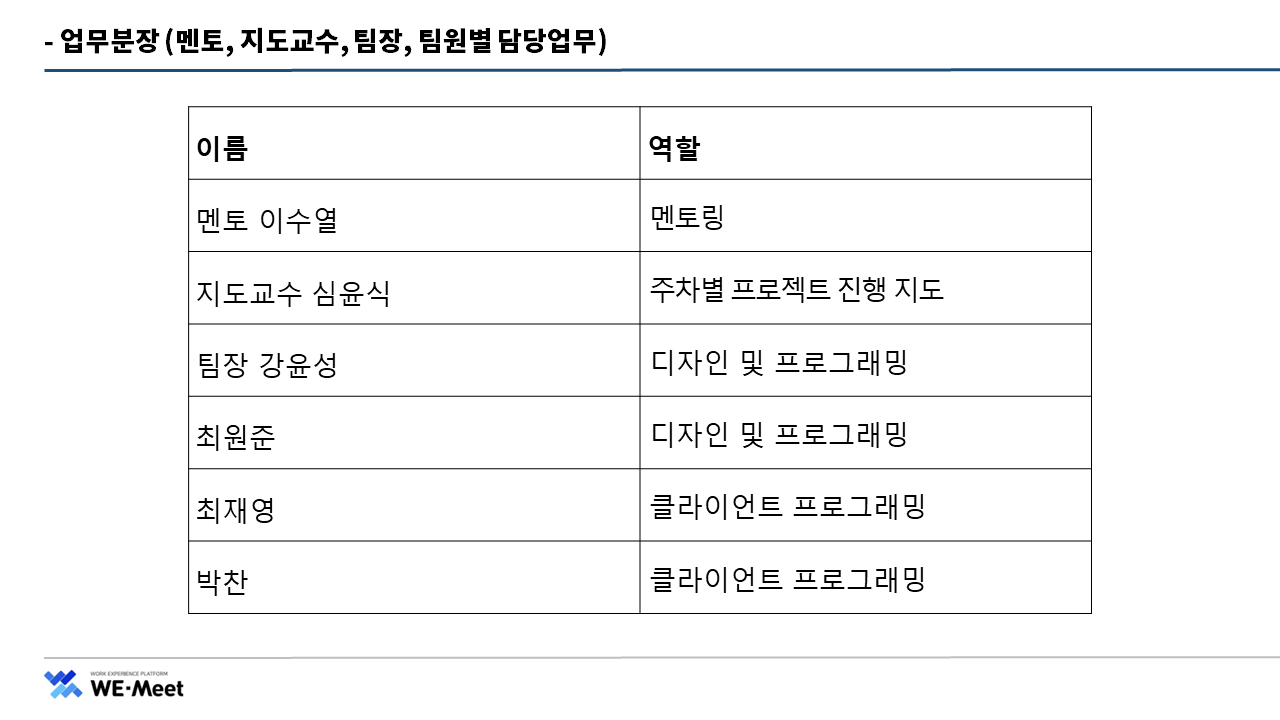 - 업무분장 (멘토, 지도교수, 팀장, 팀원별 담당업무)
이름 역할
멘토 이수열 멘토링
지도교수 심윤식 주차별 프로젝트 진행 지도
팀장 강윤성 디자인 및 프로그래밍
최원준 디자인 및 프로그래밍
최재영 클라이언트 프로그래밍
박찬 클라이언트 프로그래밍
WORK EXPERIENCE PLATFORM
WE-Meet